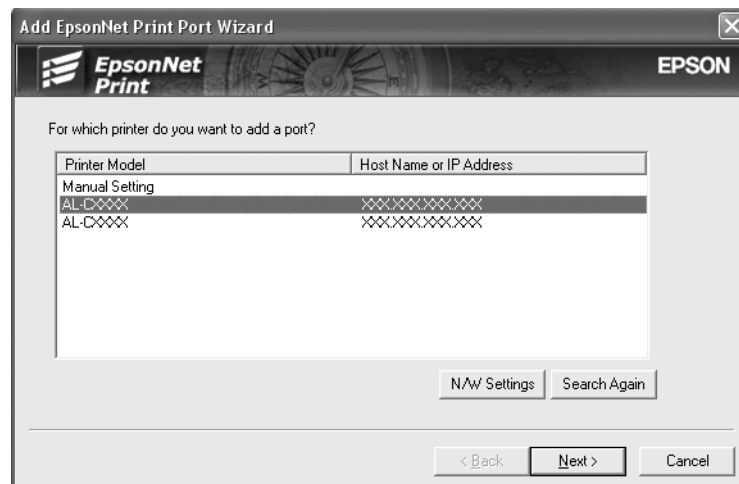 Add EpsonNet Print Port Wizard
EpsonNet
Print
EPSON
For which printer do you want to add a port?
Printer Model Host Name or IP Address
Manual Setting
AL-CXXXX XXX.XXX.XXX.XXX
AL-CXXXX XXX.XXX.XXX.XXX
N/W Settings Search Again
< Back Next > Cancel